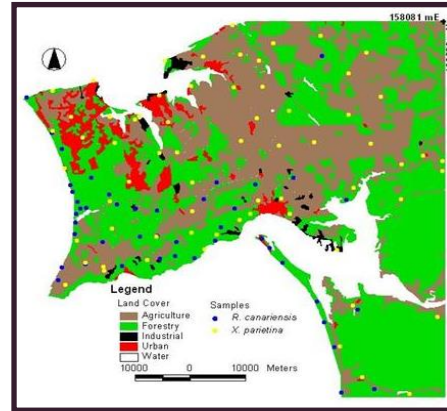 158081 mE
Legend
Land Cover
Agriculture
Forestry
Industrial
Urban
Water
Samples
R. canariensis
X. parietina
10000 0 10000 Meters